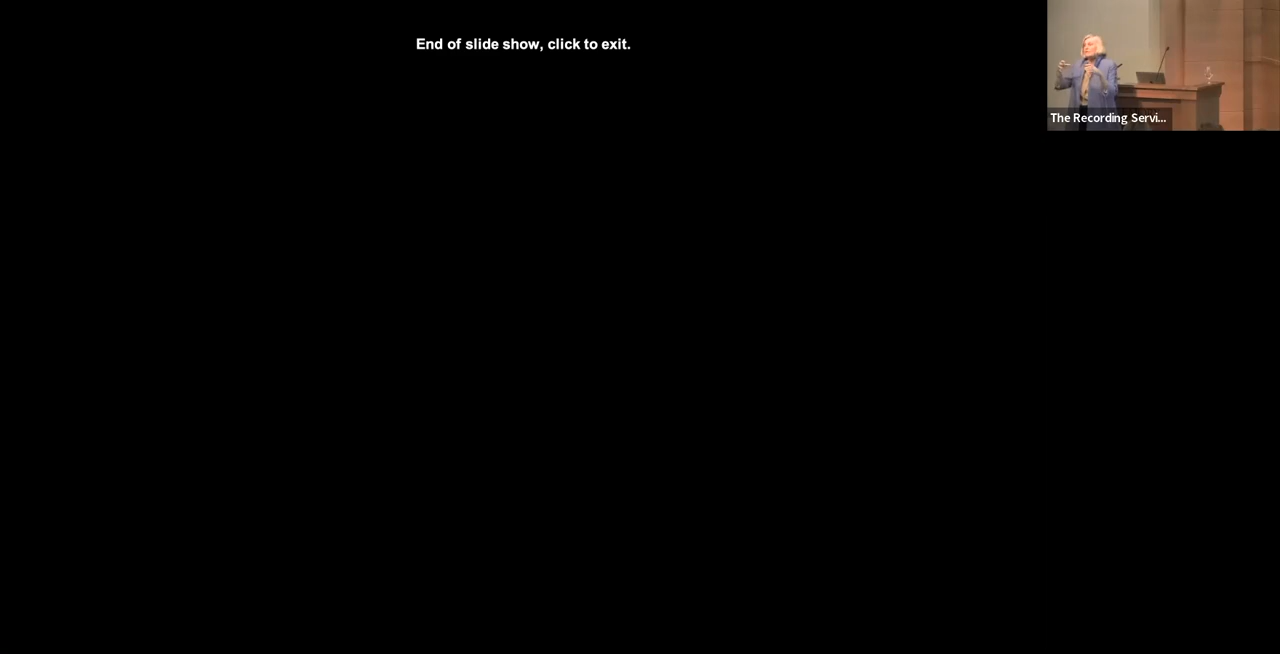 End of slide show, click to exit.
The Recording Servi...